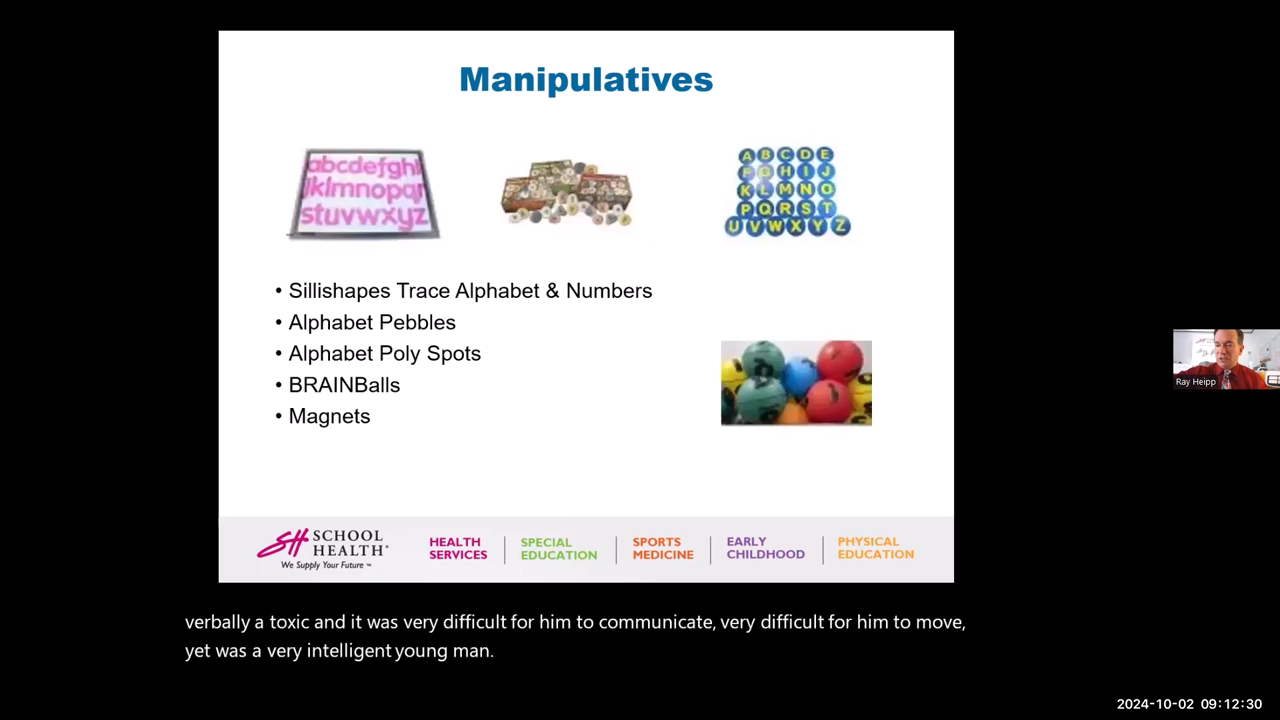 Manipulatives
abcdefgh
ijklmnopqr
stuvwxyz
A B C D E
F G H I J
K L M N O
P Q R S T
U V W X Y Z
• Sillishapes Trace Alphabet & Numbers
• Alphabet Pebbles
• Alphabet Poly Spots
• BRAINBalls
• Magnets
Ray Heipp
SH SCHOOL HEALTH®
We Supply Your Future ™
HEALTH SERVICES
SPECIAL EDUCATION
SPORTS MEDICINE
EARLY CHILDHOOD
PHYSICAL EDUCATION
verbally a toxic and it was very difficult for him to communicate, very difficult for him to move,
yet was a very intelligent young man.
2024-10-02 09:12:30